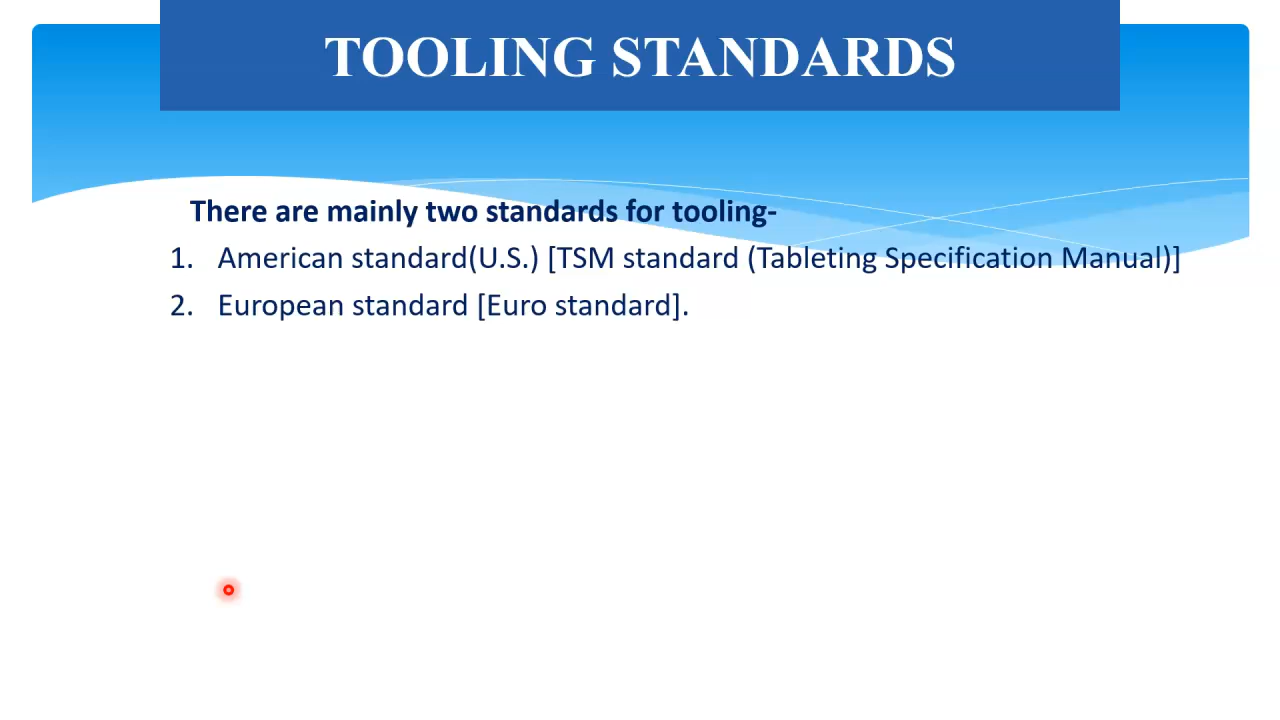 TOOLING STANDARDS
There are mainly two standards for tooling-
1. American standard(U.S.) [TSM standard (Tableting Specification Manual)]
2. European standard [Euro standard].